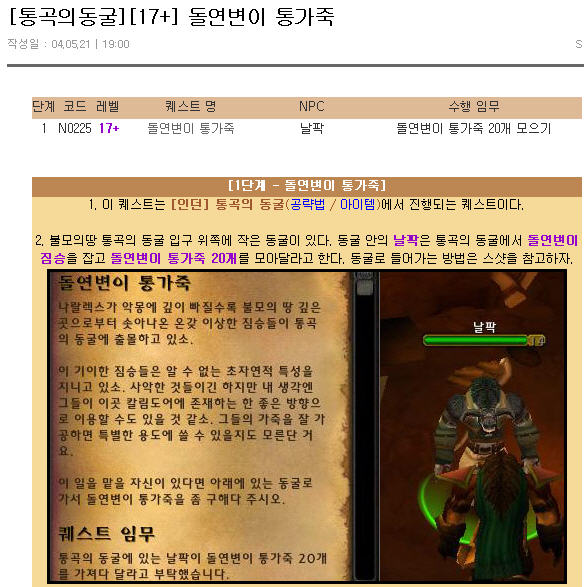 [통곡의동굴][17+] 돌연변이 통가죽
작성일 : 04,05,21 | 19:00 S
단계 코드 레벨 퀘스트 명 NPC 수행 임무
1 N0225 17+ 돌연변이 통가죽 날팍 돌연변이 통가죽 20개 모으기
[1단계 - 돌연변이 통가죽]
1. 이 퀘스트는 [인던] 통곡의 동굴(공략법 / 아이템)에서 진행되는 퀘스트이다.
2. 불모의땅 통곡의 동굴 입구 위쪽에 작은 동굴이 있다. 동굴 안의 날팍은 통곡의 동굴에서 돌연변이
짐승을 잡고 돌연변이 통가죽 20개를 모아달라고 한다. 동굴로 들어가는 방법은 스샷을 참고하자.
돌연변이 통가죽
나랄렉스가 악몽에 깊이 빠질수록 불모의 땅 깊은
곳으로부터 솟아나온 온갖 이상한 짐승들이 통곡
의 동굴에 출몰하고 있소.
이 기이한 짐승들은 알 수 없는 초자연적 특성을
지니고 있소. 사악한 것들이긴 하지만 내 생각엔
그들이 이곳 칼림도어에 존재하는 한 좋은 방향으
로 이용할 수도 있을 것 같소. 그들의 가죽을 잘 가
공하면 특별한 용도에 쓸 수 있을지도 모른단 거
요.
이 일을 맡을 자신이 있다면 아래에 있는 동굴로
가서 돌연변이 통가죽을 좀 구해다 주시오.
퀘스트 임무
통곡의 동굴에 있는 날팍이 돌연변이 통가죽 20개
를 가져다 달라고 부탁했습니다.
날팍
14